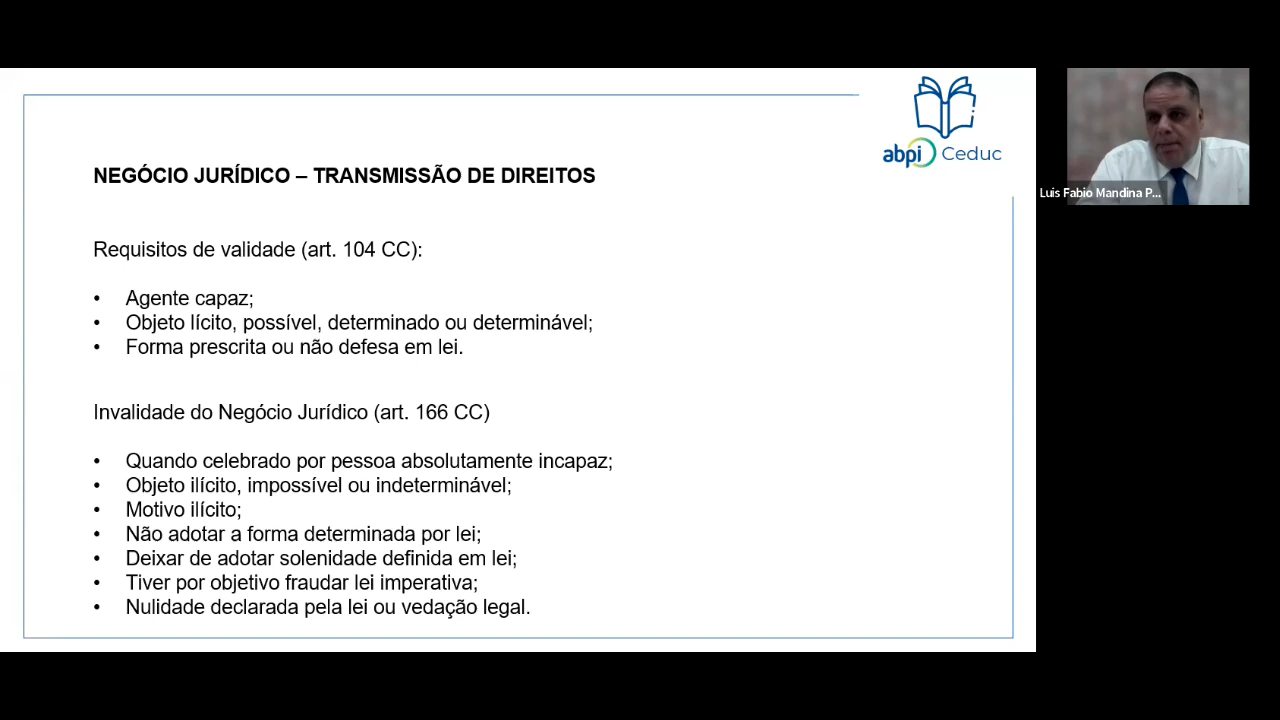 abpi Ceduc
NEGÓCIO JURÍDICO – TRANSMISSÃO DE DIREITOS
Requisitos de validade (art. 104 CC):
• Agente capaz;
• Objeto lícito, possível, determinado ou determinável;
• Forma prescrita ou não defesa em lei.
Invalidade do Negócio Jurídico (art. 166 CC)
• Quando celebrado por pessoa absolutamente incapaz;
• Objeto ilícito, impossível ou indeterminável;
• Motivo ilícito;
• Não adotar a forma determinada por lei;
• Deixar de adotar solenidade definida em lei;
• Tiver por objetivo fraudar lei imperativa;
• Nulidade declarada pela lei ou vedação legal.
Luis Fabio Mandina P...